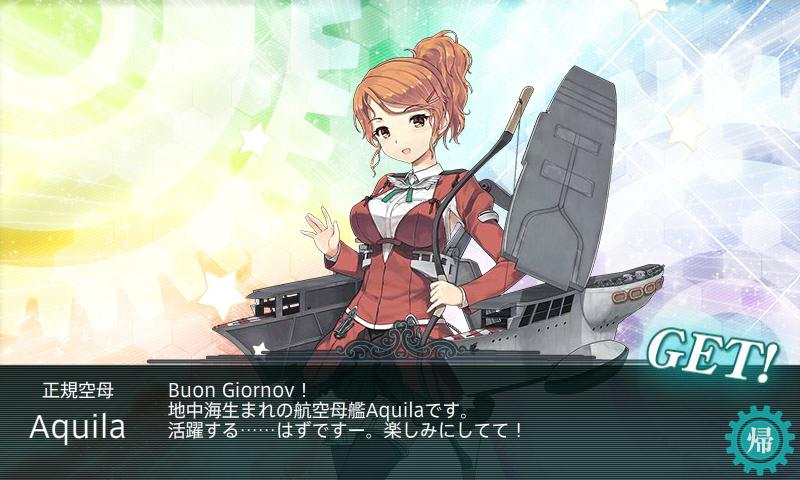 GET!
正規空母
Aquila
Buon Giornov！
地中海生まれの航空母艦Aquilaです。
活躍する……はずですー。楽しみにしてて！
帰